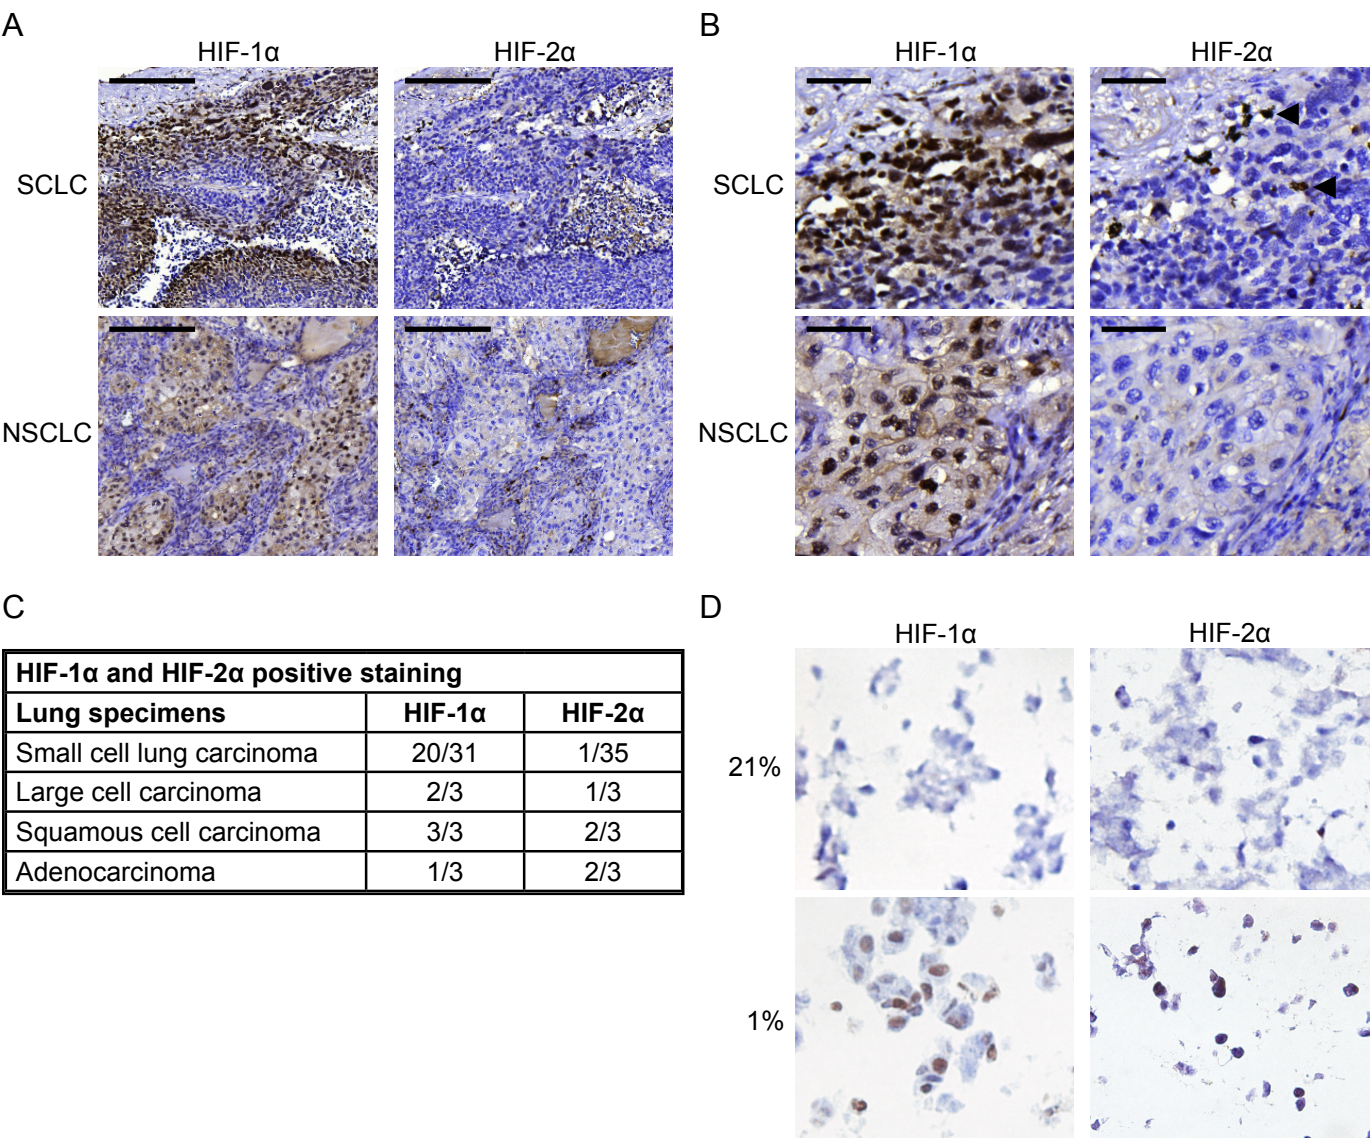 A
HIF-1α
HIF-2α
SCLC
NSCLC
B
HIF-1α
HIF-2α
SCLC
NSCLC
C
HIF-1α and HIF-2α positive staining
Lung specimens HIF-1α HIF-2α
Small cell lung carcinoma 20/31 1/35
Large cell carcinoma 2/3 1/3
Squamous cell carcinoma 3/3 2/3
Adenocarcinoma 1/3 2/3
D
HIF-1α
HIF-2α
21%
1%